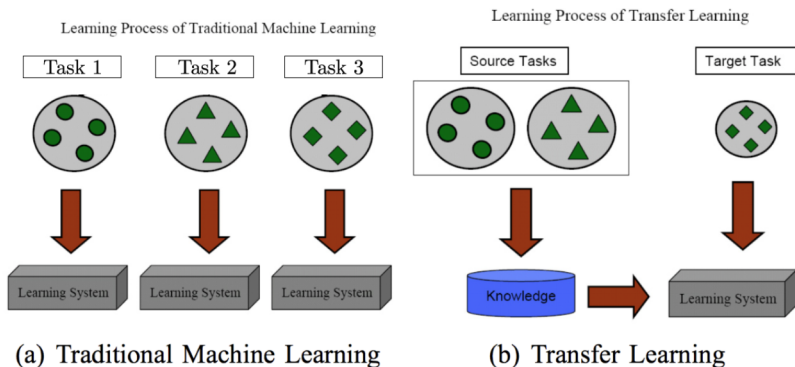 Learning Process of Traditional Machine Learning
Task 1
Task 2
Task 3
Learning System
Learning System
Learning System
(a) Traditional Machine Learning
Learning Process of Transfer Learning
Source Tasks
Target Task
Knowledge
Learning System
(b) Transfer Learning